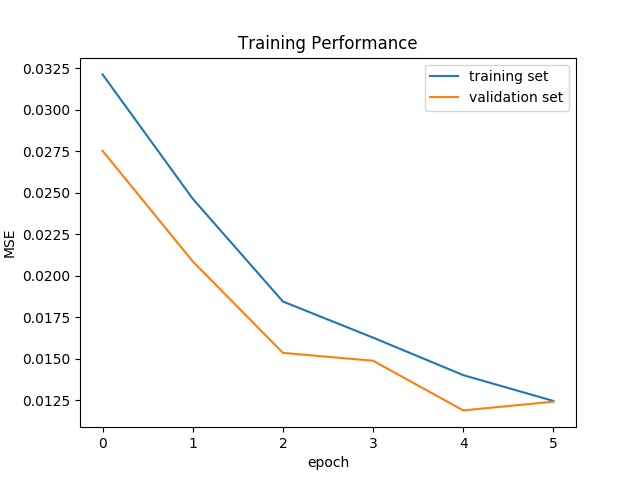 Training Performance
training set
validation set
MSE
0.0325
0.0300
0.0275
0.0250
0.0225
0.0200
0.0175
0.0150
0.0125
0 1 2 3 4 5
epoch